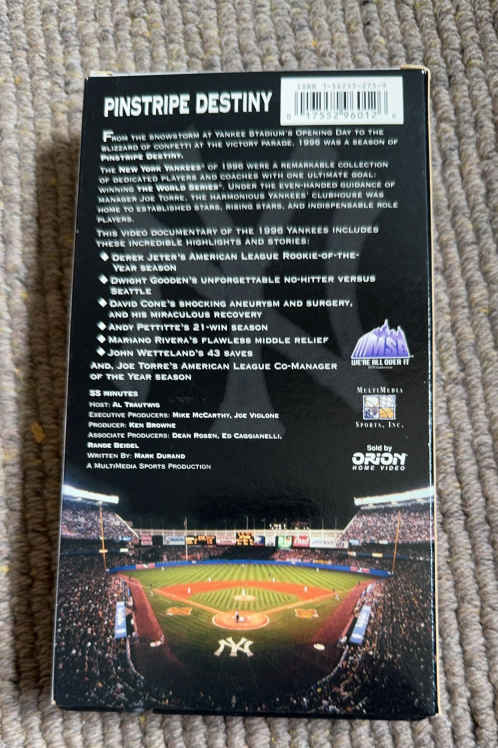 PINSTRIPE DESTINY
17552 96012
From the snowstorm at Yankee Stadium's Opening Day to the
blizzard of confetti at the victory parade, 1996 was a season of
Pinstripe Destiny.
The New York Yankees® of 1996 were a remarkable collection
of dedicated players and coaches with one ultimate goal:
winning the World Series®. Under the even-handed guidance of
manager Joe Torre, the harmonious Yankees' clubhouse was
home to established stars, rising stars, and indispensable role
players.
This video documentary of the 1996 Yankees includes
these incredible highlights and stories:
◆ Derek Jeter's American League Rookie-of-the-
Year season
◆ Dwight Gooden's unforgettable no-hitter versus
Seattle
◆ David Cone's shocking aneurysm and surgery,
and his miraculous recovery
◆ Andy Pettitte's 21-win season
◆ Mariano Rivera's flawless middle relief
◆ John Wetteland's 43 saves
And, Joe Torre's American League Co-Manager
of the Year season
55 minutes
Host: Al Trautwig
Executive Producers: Mike McCarthy, Joe Violone
Producer: Ken Browne
Associate Producers: Dean Rosen, Ed Caggianelli,
Rande Beidel
Written By: Mark Durand
A MultiMedia Sports Production
MSG
WE'RE ALL OVER IT
MultiMedia
Sports, Inc.
Sold by
ORION
HOME VIDEO